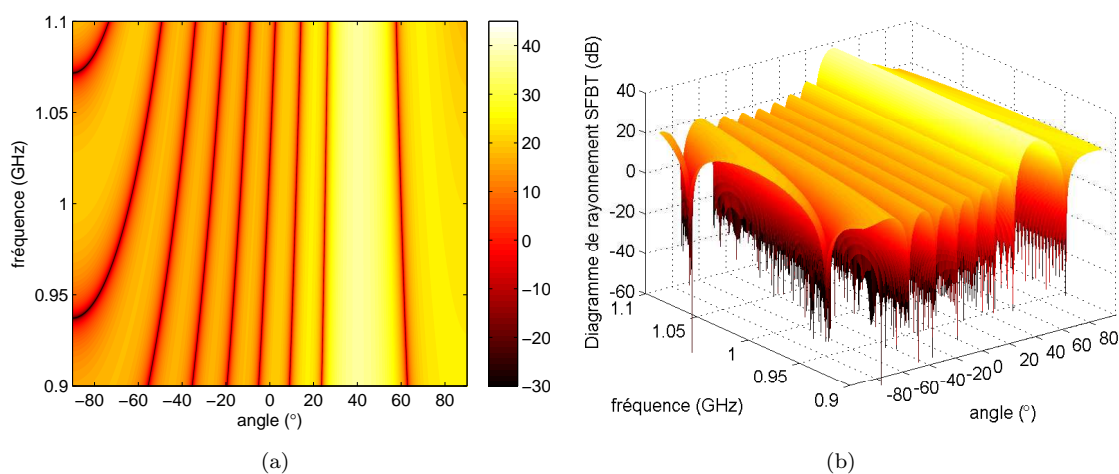 1.1
1.05
1
0.95
0.9
fréquence (GHz)
−80 −60 −40 −20 0 20 40 60 80
angle (°)
40
30
20
10
0
−10
−20
−30
(a)
Diagramme de rayonnement SFBT (dB)
40
20
0
-20
-40
-60
1.1
1.05
1
0.95
0.9
fréquence (GHz)
-80 -60 -40 -20 0 20 40 60 80
angle (°)
(b)